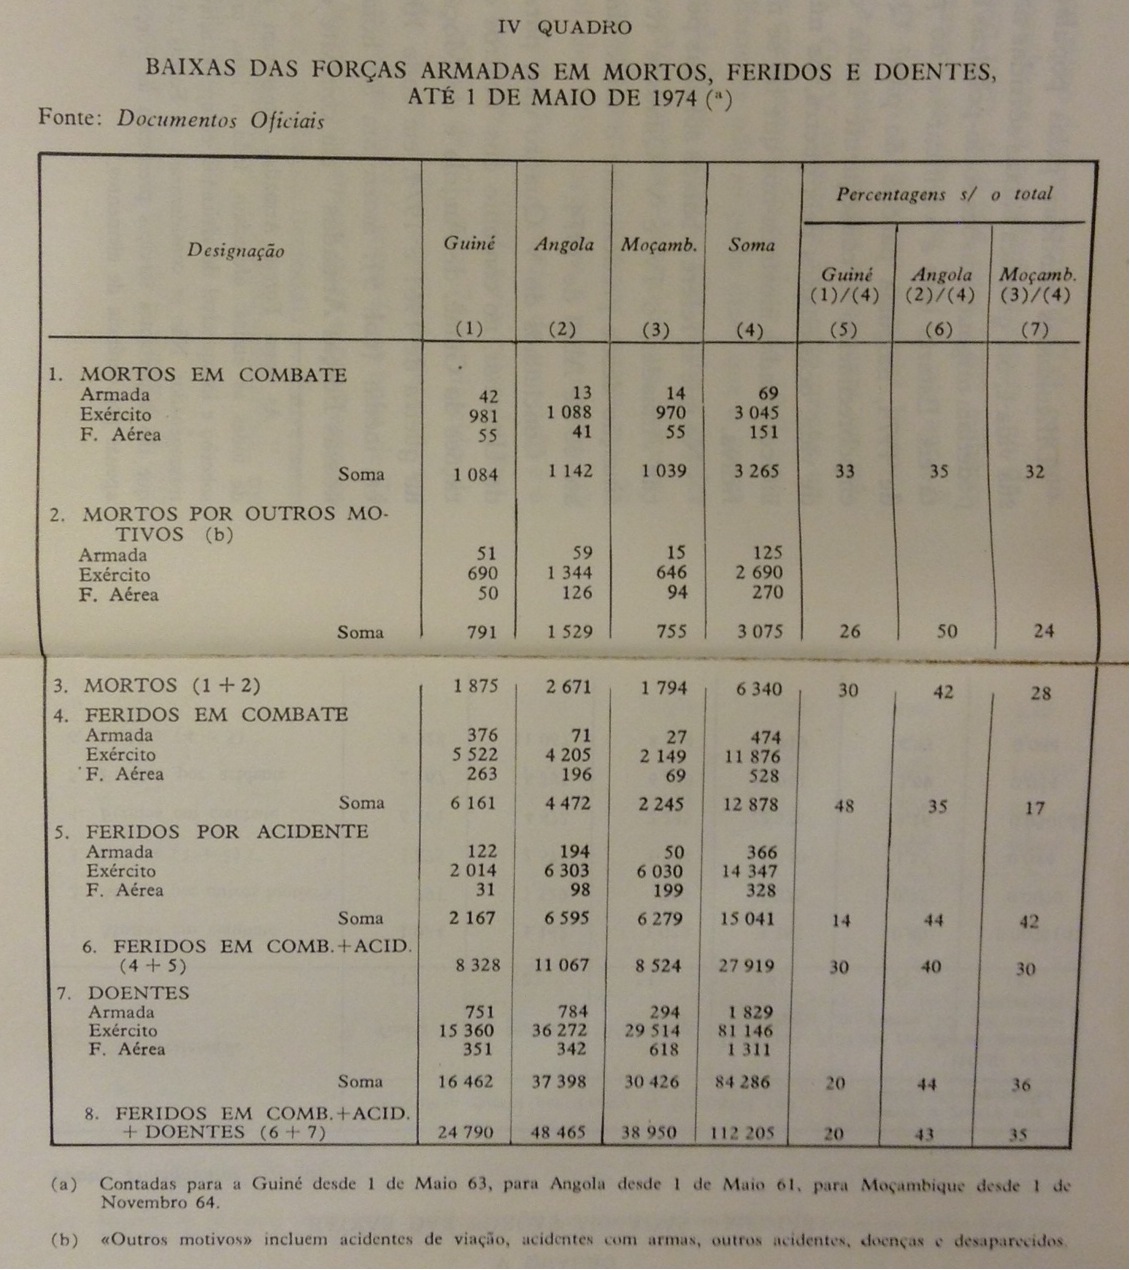 IV QUADRO
BAIXAS DAS FORÇAS ARMADAS EM MORTOS, FERIDOS E DOENTES,
ATÉ 1 DE MAIO DE 1974 (a)
Fonte: Documentos Oficiais
Percentagens s/ o total
Designação Guiné Angola Moçamb. Soma
Guiné Angola Moçamb.
(1)/(4) (2)/(4) (3)/(4)
(1) (2) (3) (4) (5) (6) (7)
1. MORTOS EM COMBATE
Armada 42 13 14 69
Exército 981 1 088 970 3 045
F. Aérea 55 41 55 151
Soma 1 084 1 142 1 039 3 265 33 35 32
2. MORTOS POR OUTROS MO-
TIVOS (b)
Armada 51 59 15 125
Exército 690 1 344 646 2 690
F. Aérea 50 126 94 270
Soma 791 1 529 755 3 075 26 50 24
3. MORTOS (1 + 2) 1 875 2 671 1 794 6 340 30 42 28
4. FERIDOS EM COMBATE
Armada 376 71 27 474
Exército 5 522 4 205 2 149 11 876
F. Aérea 263 196 69 528
Soma 6 161 4 472 2 245 12 878 48 35 17
5. FERIDOS POR ACIDENTE
Armada 122 194 50 366
Exército 2 014 6 303 6 030 14 347
F. Aérea 31 98 199 328
Soma 2 167 6 595 6 279 15 041 14 44 42
6. FERIDOS EM COMB.+ACID.
(4 + 5) 8 328 11 067 8 524 27 919 30 40 30
7. DOENTES
Armada 751 784 294 1 829
Exército 15 360 36 272 29 514 81 146
F. Aérea 351 342 618 1 311
Soma 16 462 37 398 30 426 84 286 20 44 36
8. FERIDOS EM COMB.+ACID.
+ DOENTES (6 + 7) 24 790 48 465 38 950 112 205 20 43 35
(a) Contadas para a Guiné desde 1 de Maio 63, para Angola desde 1 de Maio 61, para Moçambique desde 1 de
Novembro 64.
(b) «Outros motivos» incluem acidentes de viação, acidentes com armas, outros acidentes, doenças e desaparecidos.